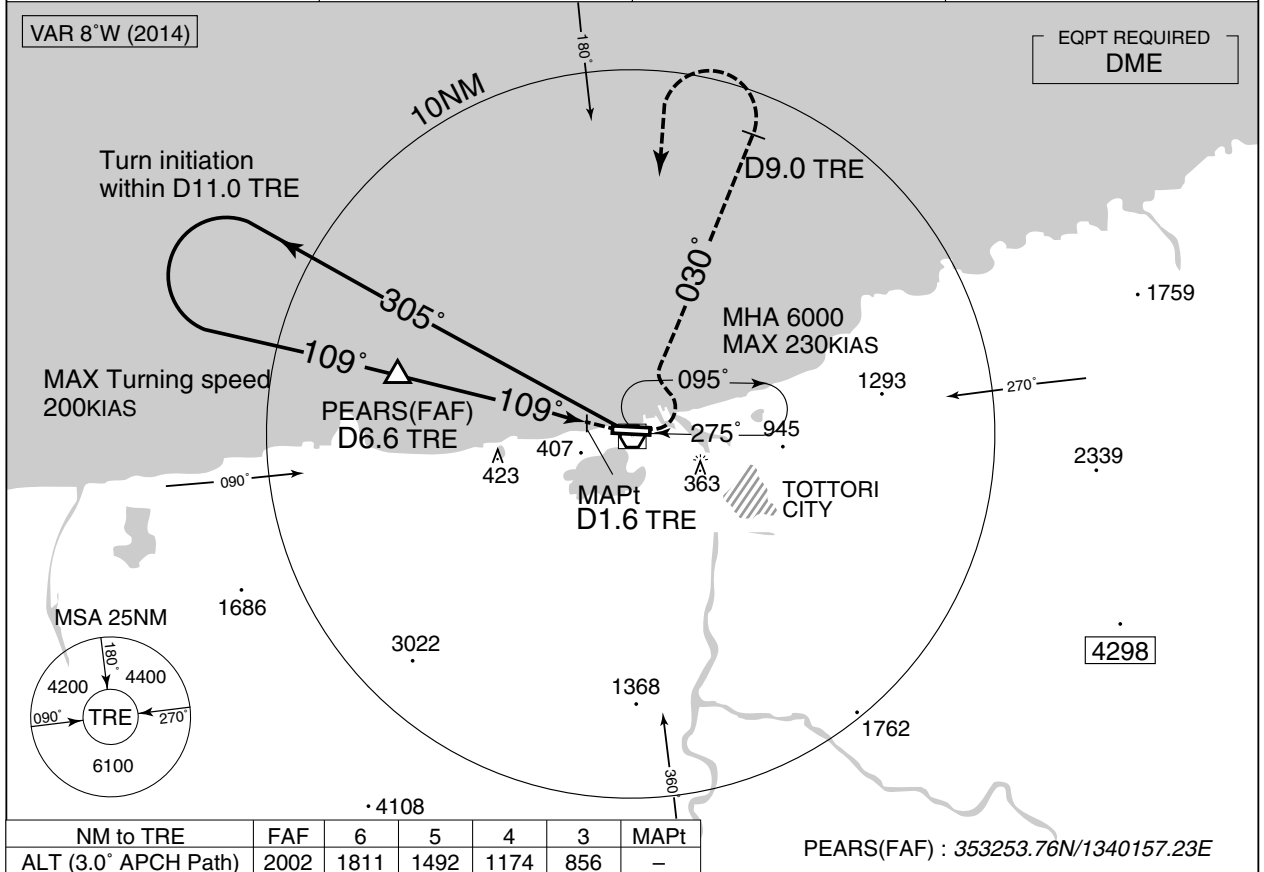 VAR 8°W (2014)
180°
EQPT REQUIRED
DME
10NM
Turn initiation
within D11.0 TRE
D9.0 TRE
030°
305°
1759
MHA 6000
MAX 230KIAS
109°
095°
1293
270°
MAX Turning speed
200KIAS
PEARS(FAF)
D6.6 TRE
109°
275°
945
407
423
363
2339
090°
MAPt
D1.6 TRE
TOTTORI
CITY
1686
MSA 25NM
180°
4200
4400
090°
TRE
270°
6100
3022
4298
1368
1762
360°
4108
NM to TRE FAF 6 5 4 3 MAPt
ALT (3.0° APCH Path) 2002 1811 1492 1174 856 –
PEARS(FAF) : 353253.76N/1340157.23E